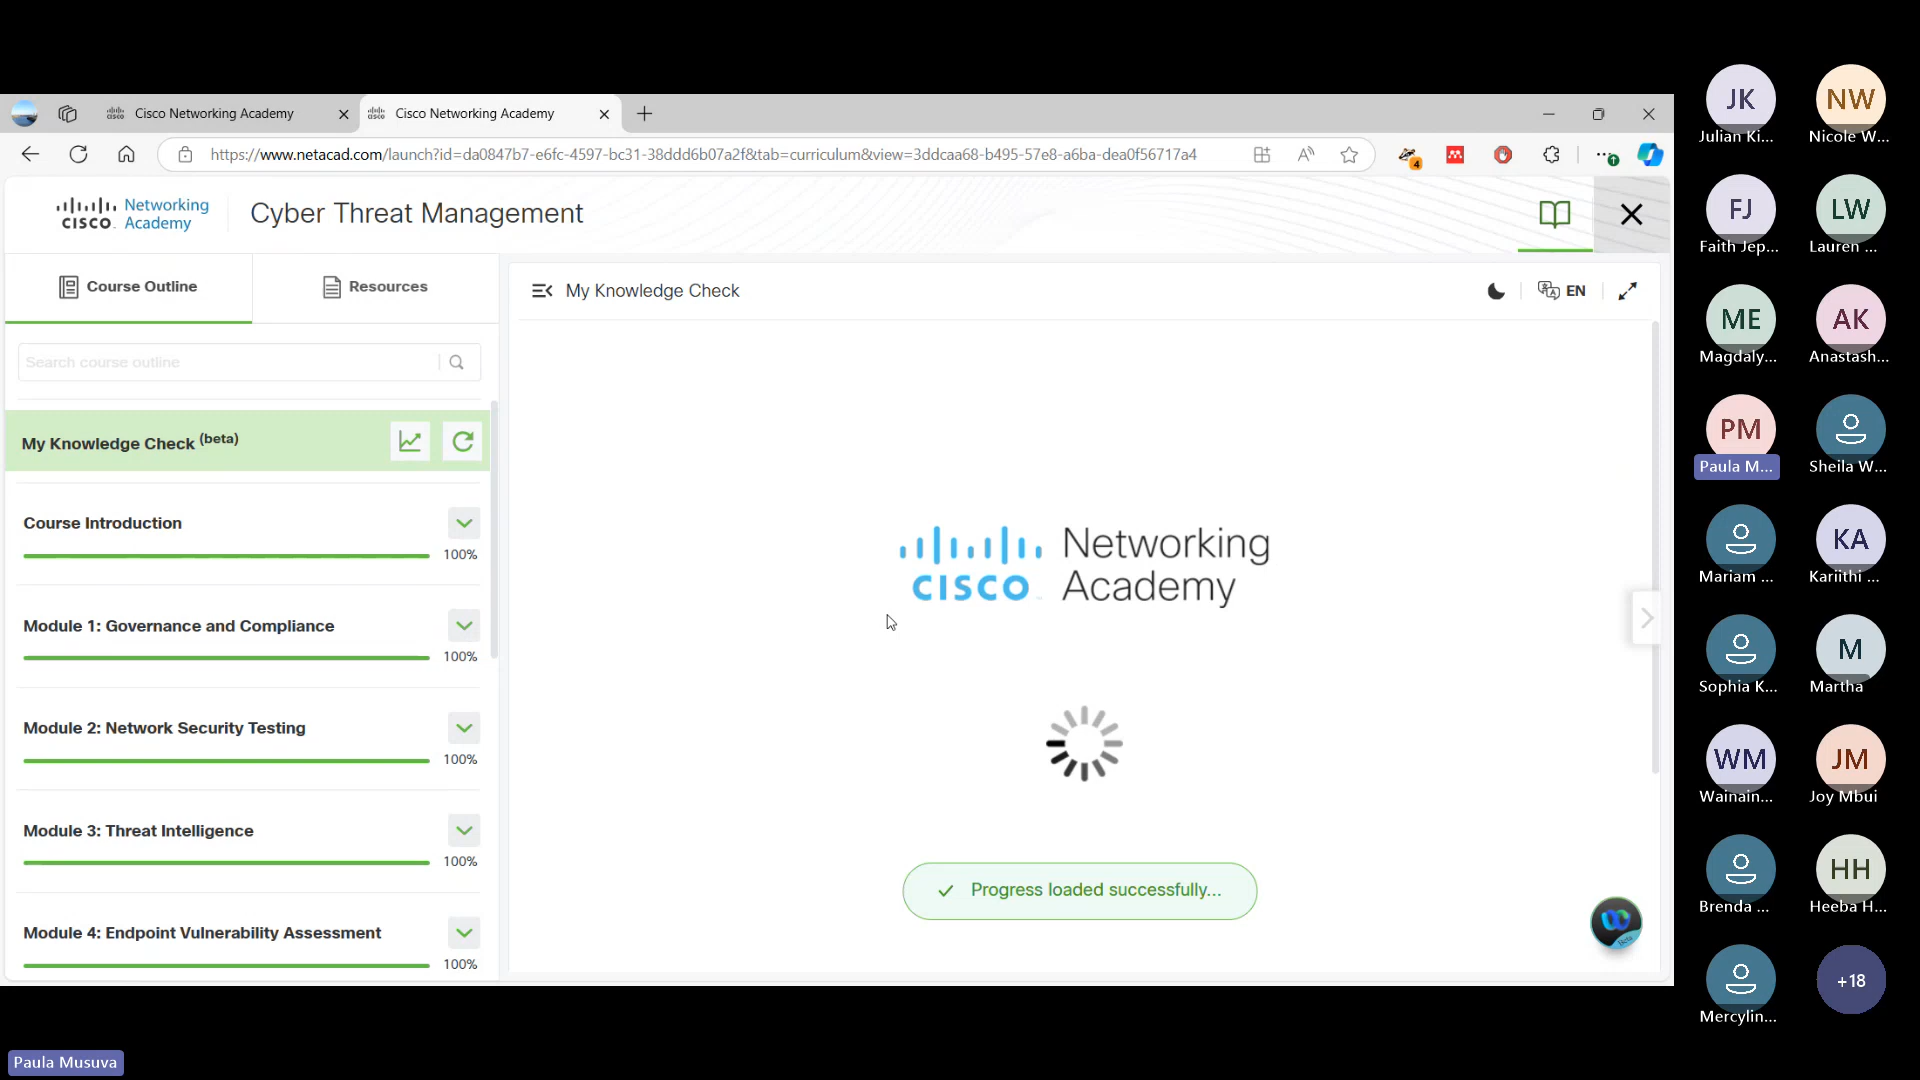 Cisco Networking Academy
Cisco Networking Academy
https://www.netacad.com/launch?id=da0847b7-e6fc-4597-bc31-38ddd6b07a2f&tab=curriculum&view=3ddcaa68-b495-57e8-a6ba-dea0f56717a4
4
CISCO Networking Academy
Cyber Threat Management
Course Outline
Resources
My Knowledge Check
EN
Search course outline
My Knowledge Check (beta)
Course Introduction
100%
Module 1: Governance and Compliance
100%
Module 2: Network Security Testing
100%
Module 3: Threat Intelligence
100%
Module 4: Endpoint Vulnerability Assessment
100%
CISCO
Networking
Academy
Progress loaded successfully...
Beta
JK
Julian Ki...
NW
Nicole W...
FJ
Faith Jep...
LW
Lauren ...
ME
Magdaly...
AK
Anastash...
PM
Paula M...
Sheila W...
Mariam ...
KA
Kariithi ...
Sophia K...
M
Martha
WM
Wainain...
JM
Joy Mbui
Brenda ...
HH
Heeba H...
Mercylin...
+18
Paula Musuva